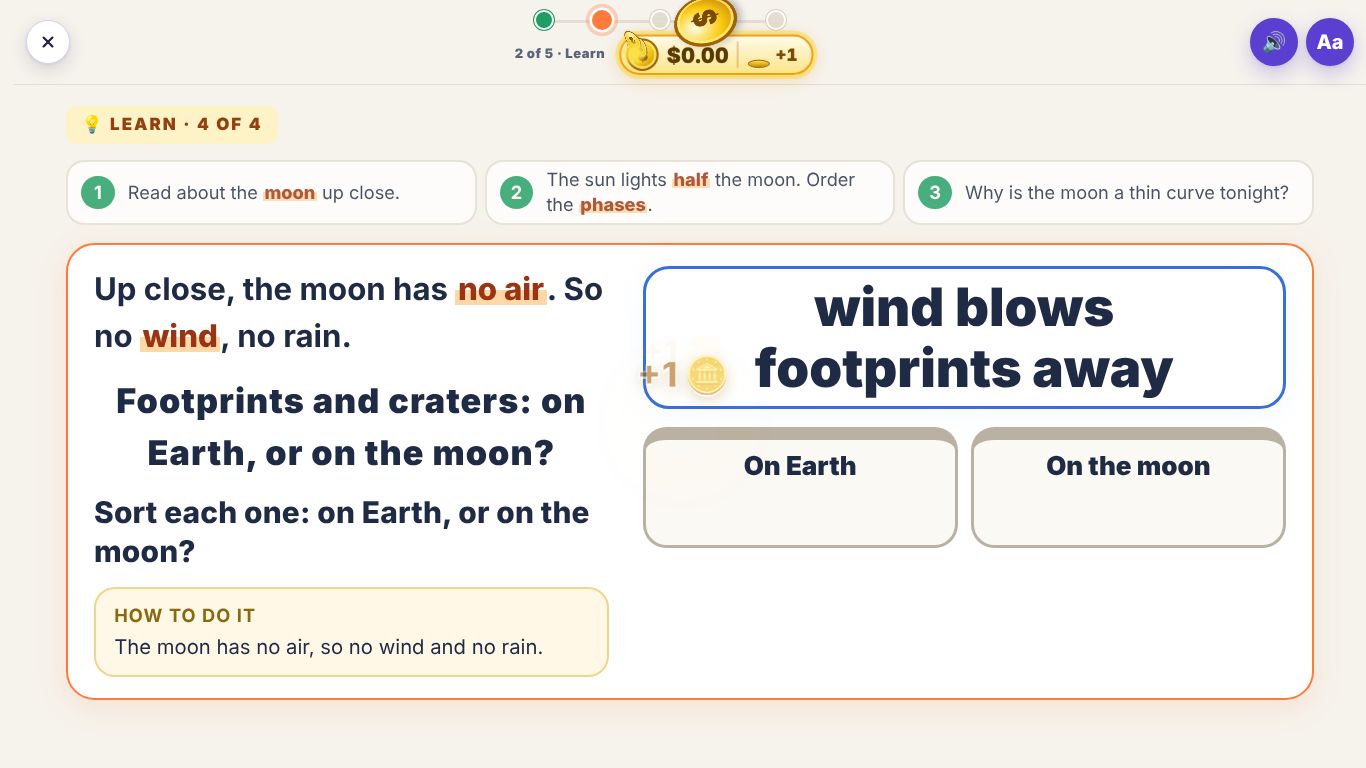 ×
2 of 5 · Learn
$
$0.00
+1
Aa
LEARN · 4 OF 4
1
Read about the moon up close.
2
The sun lights half the moon. Order
the phases.
3
Why is the moon a thin curve tonight?
Up close, the moon has no air. So
no wind, no rain.
Footprints and craters: on
Earth, or on the moon?
Sort each one: on Earth, or on the
moon?
HOW TO DO IT
The moon has no air, so no wind and no rain.
wind blows
footprints away
+1
On Earth
On the moon